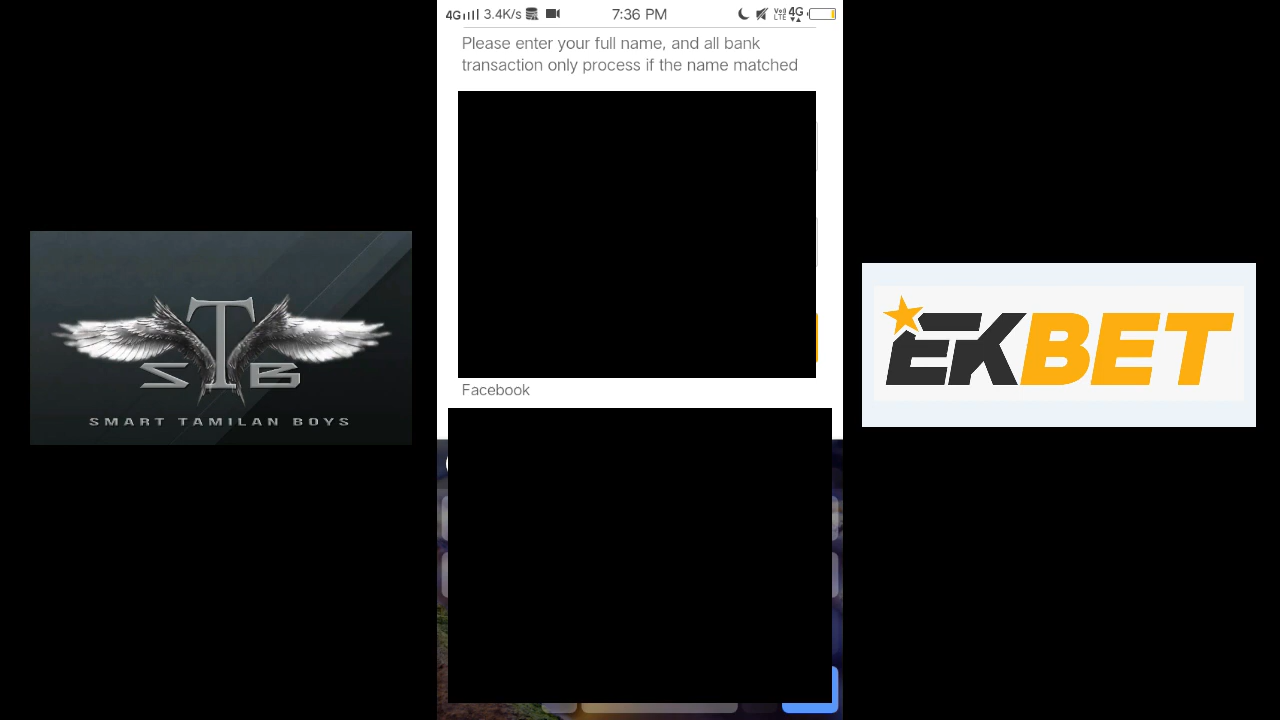 4G 3.4K/s 7:36 PM VoLTE 4G
Please enter your full name, and all bank
transaction only process if the name matched
Facebook
STB
SMART TAMILAN BOYS
EKBET